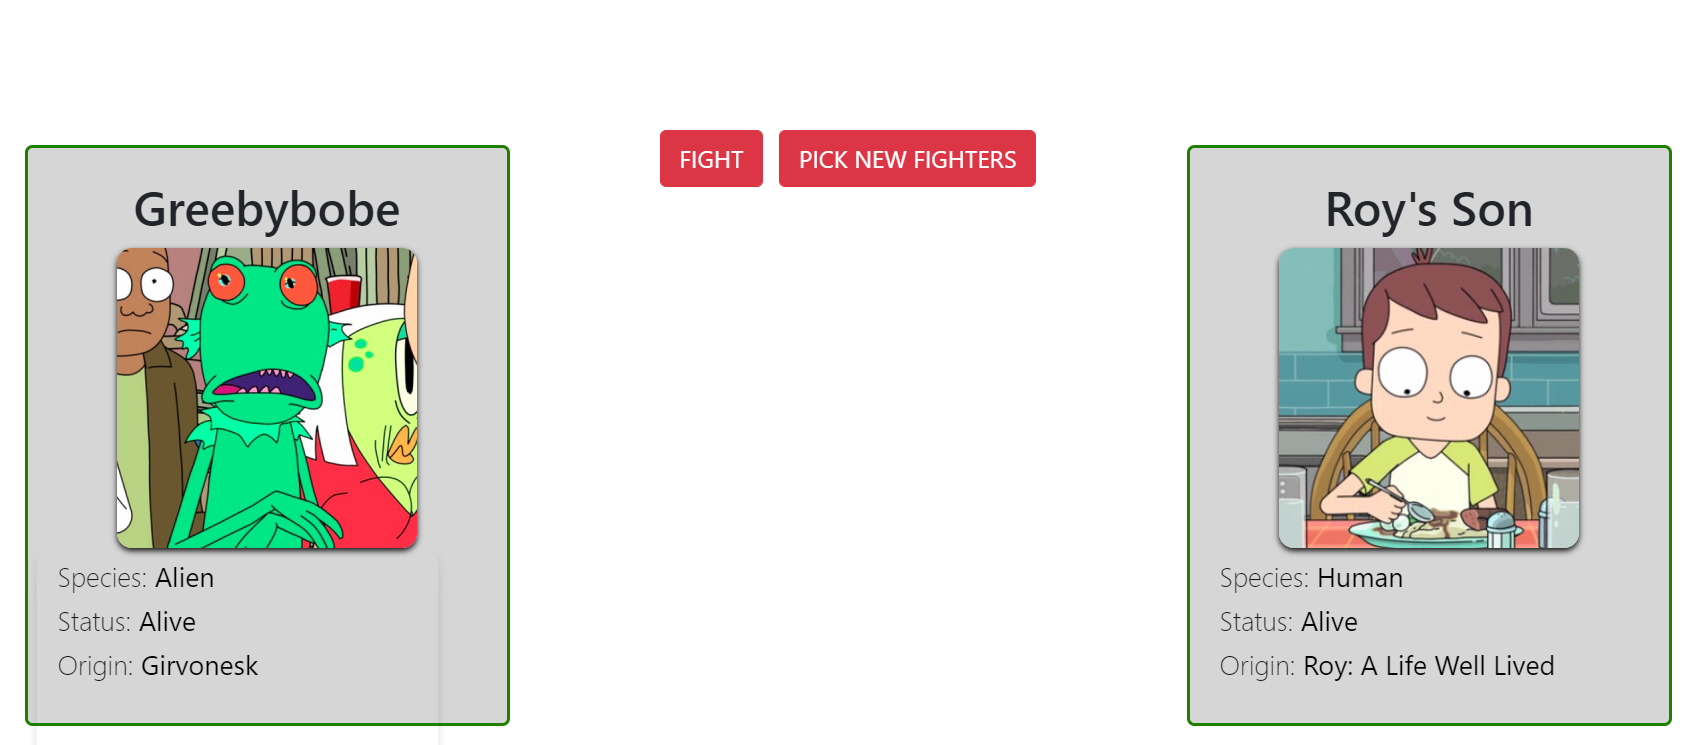 FIGHT
PICK NEW FIGHTERS
Greebybobe
Species: Alien
Status: Alive
Origin: Girvonesk
Roy's Son
Species: Human
Status: Alive
Origin: Roy: A Life Well Lived